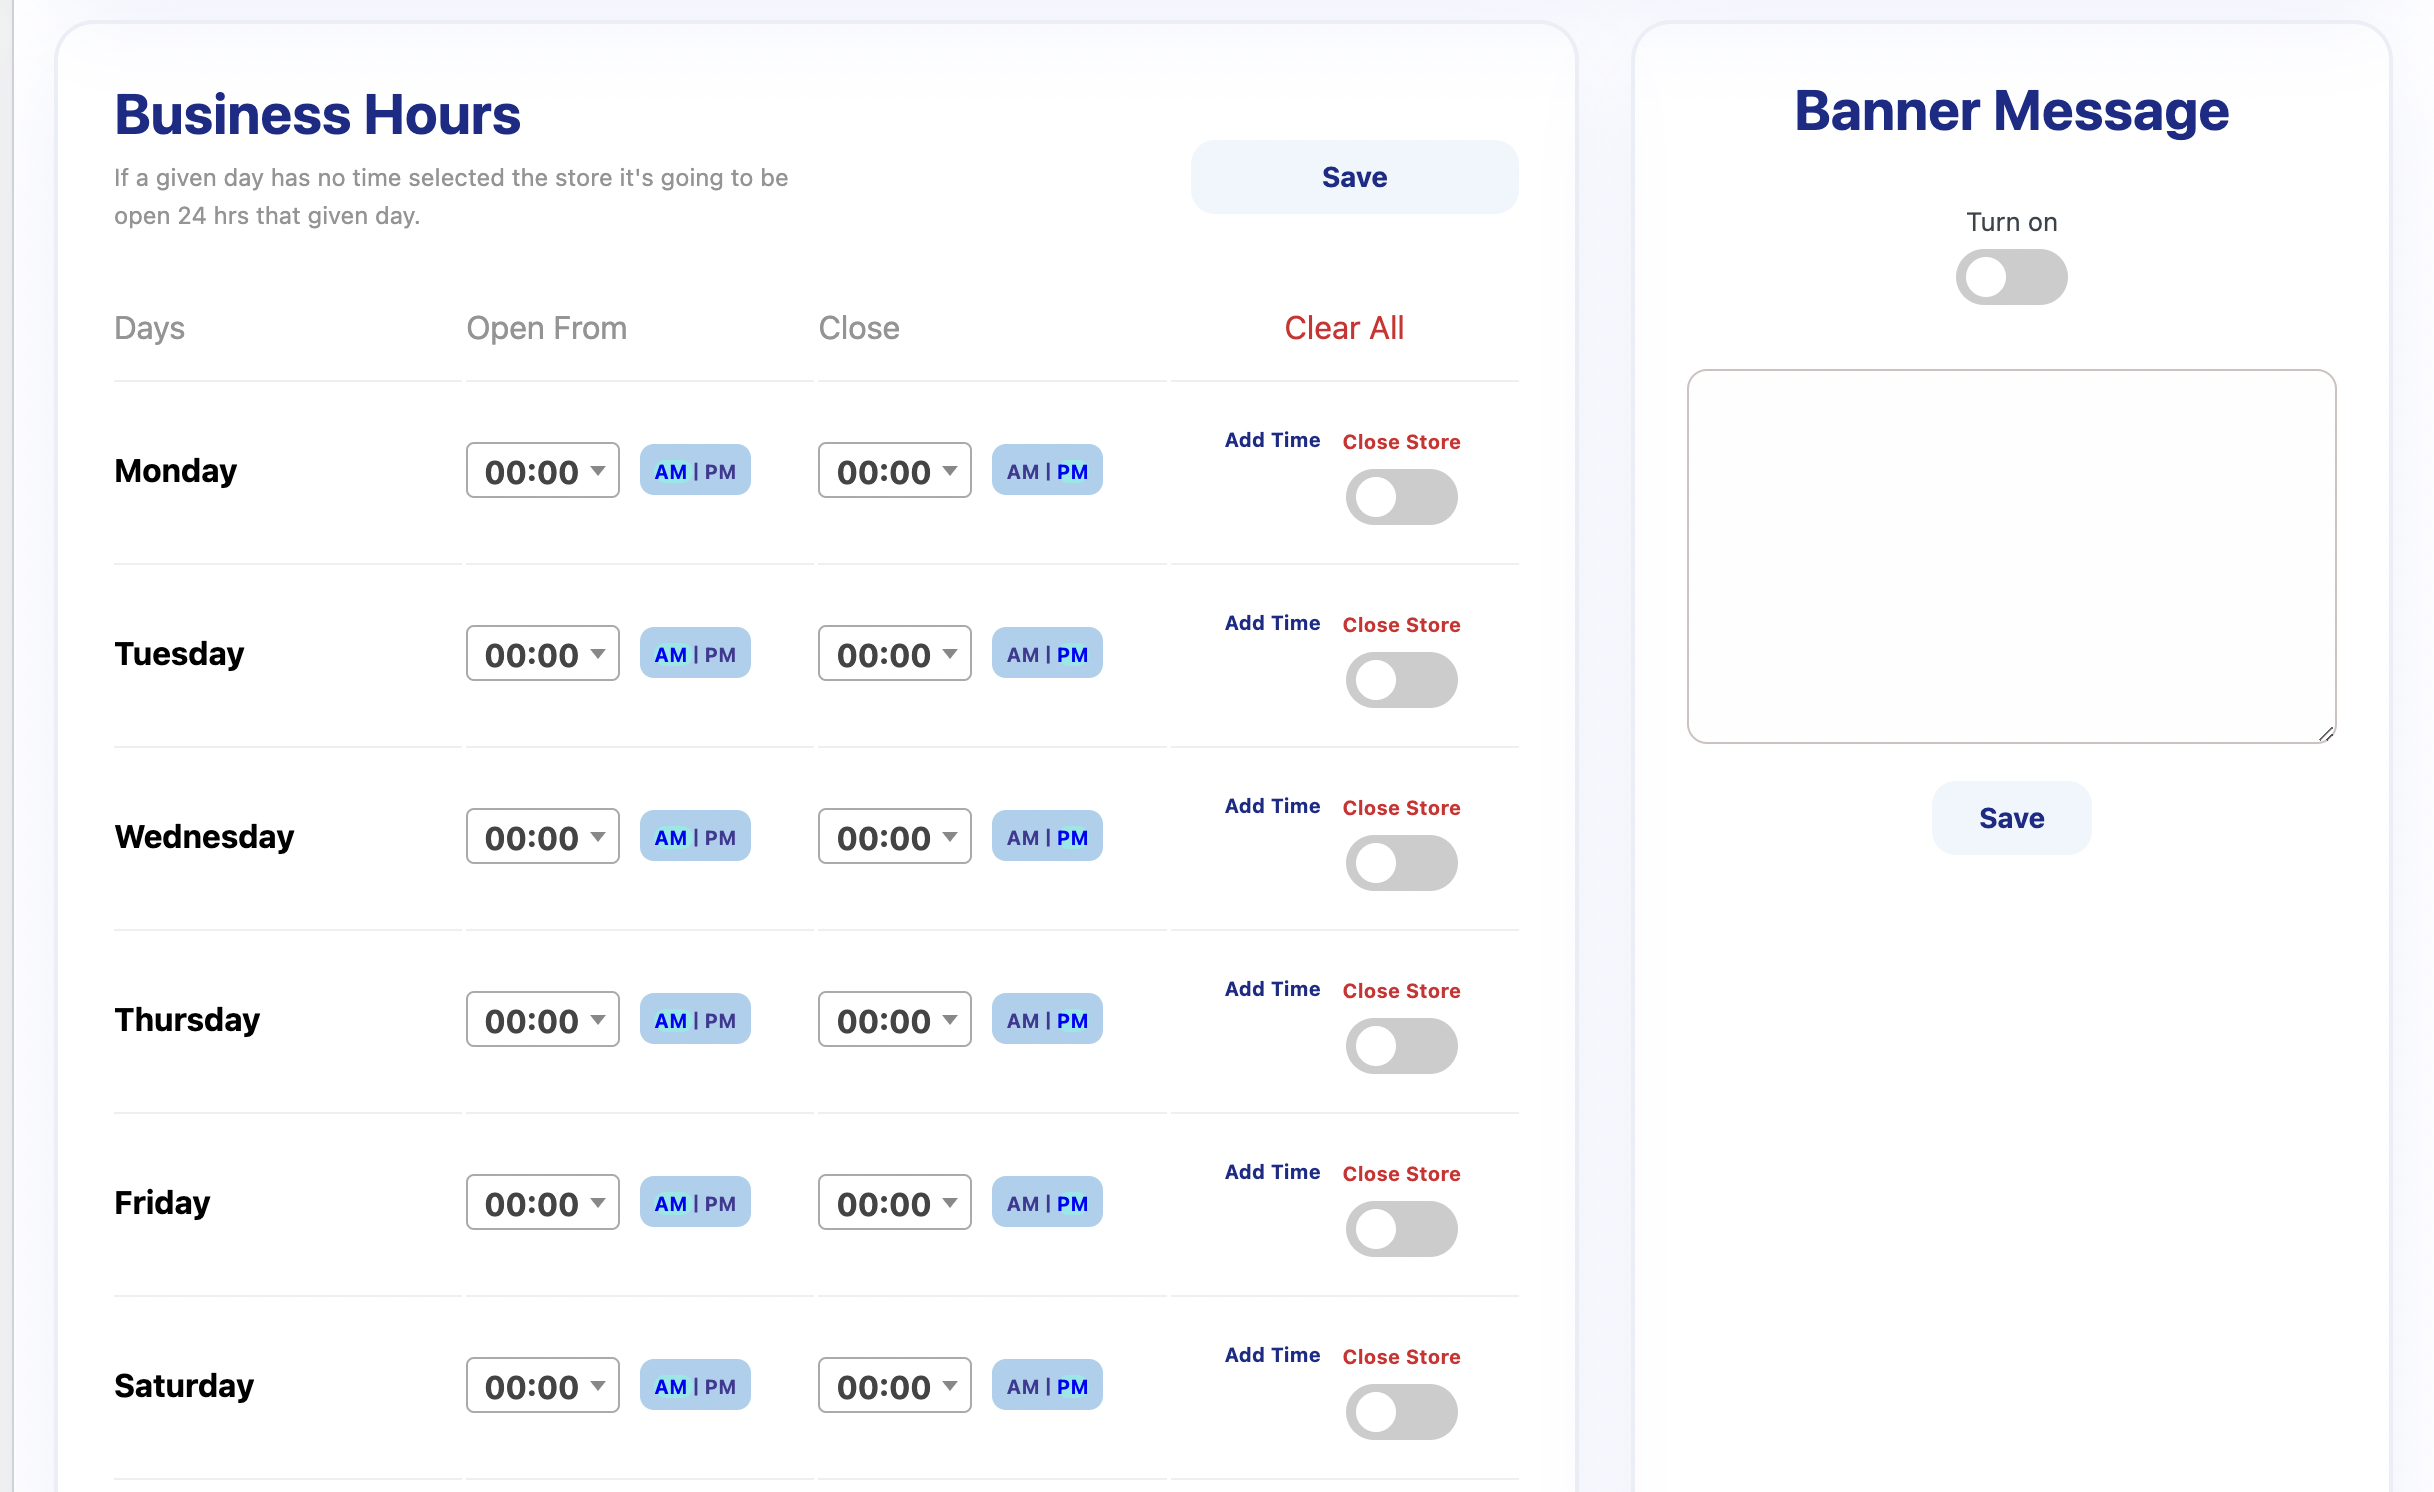 Business Hours
If a given day has no time selected the store it's going to be
open 24 hrs that given day.
Save
Days Open From Close Clear All
Monday 00:00 AM | PM 00:00 AM | PM Add Time Close Store
Tuesday 00:00 AM | PM 00:00 AM | PM Add Time Close Store
Wednesday 00:00 AM | PM 00:00 AM | PM Add Time Close Store
Thursday 00:00 AM | PM 00:00 AM | PM Add Time Close Store
Friday 00:00 AM | PM 00:00 AM | PM Add Time Close Store
Saturday 00:00 AM | PM 00:00 AM | PM Add Time Close Store
Banner Message
Turn on
Save